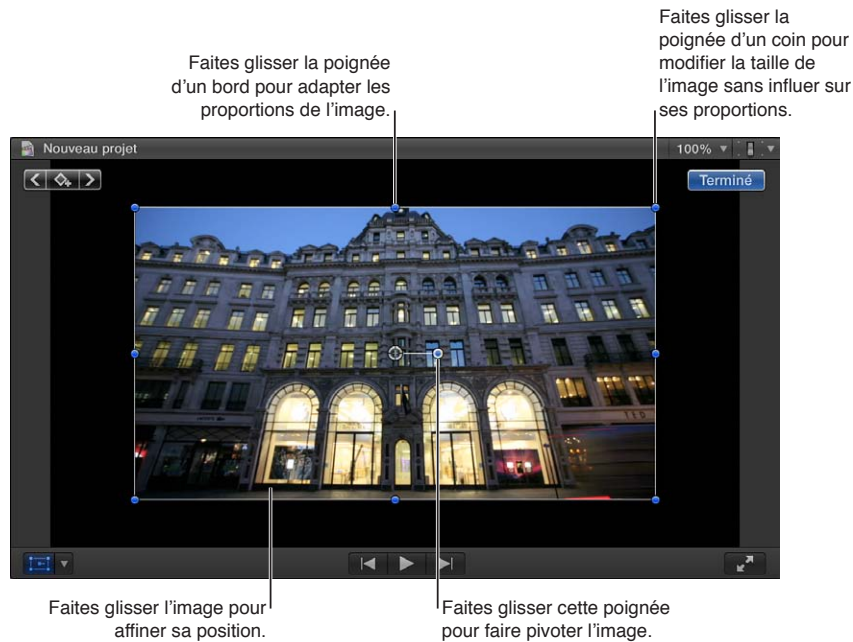 Faites glisser la
poignée d’un coin pour
modifier la taille de
l’image sans influer sur
ses proportions.
Faites glisser la poignée
d’un bord pour adapter les
proportions de l’image.
Nouveau projet
100%
Terminé
TED
Faites glisser l’image pour
affiner sa position.
Faites glisser cette poignée
pour faire pivoter l’image.